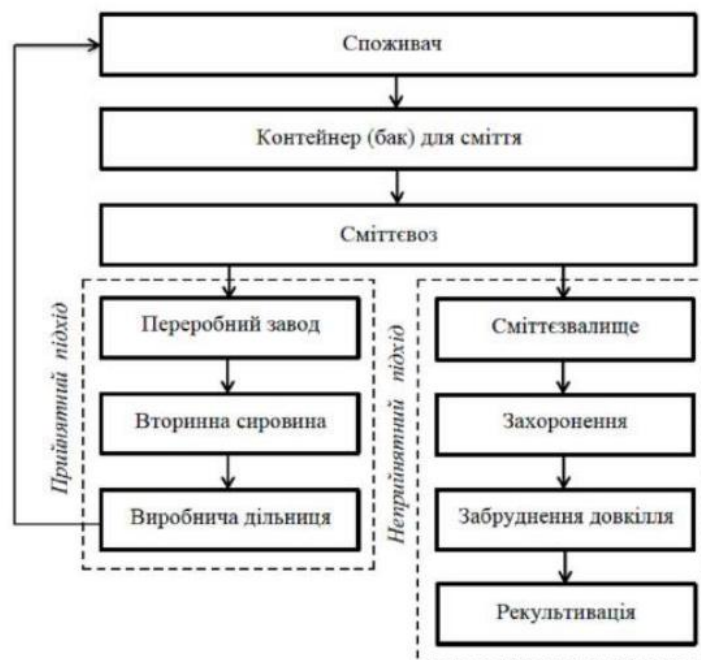 Споживач
Контейнер (бак) для сміття
Сміттєвоз
Прийнятний підхід
Переробний завод
Вторинна сировина
Виробнича дільниця
Неприйнятний підхід
Сміттєзвалище
Захоронення
Забруднення довкілля
Рекультивація